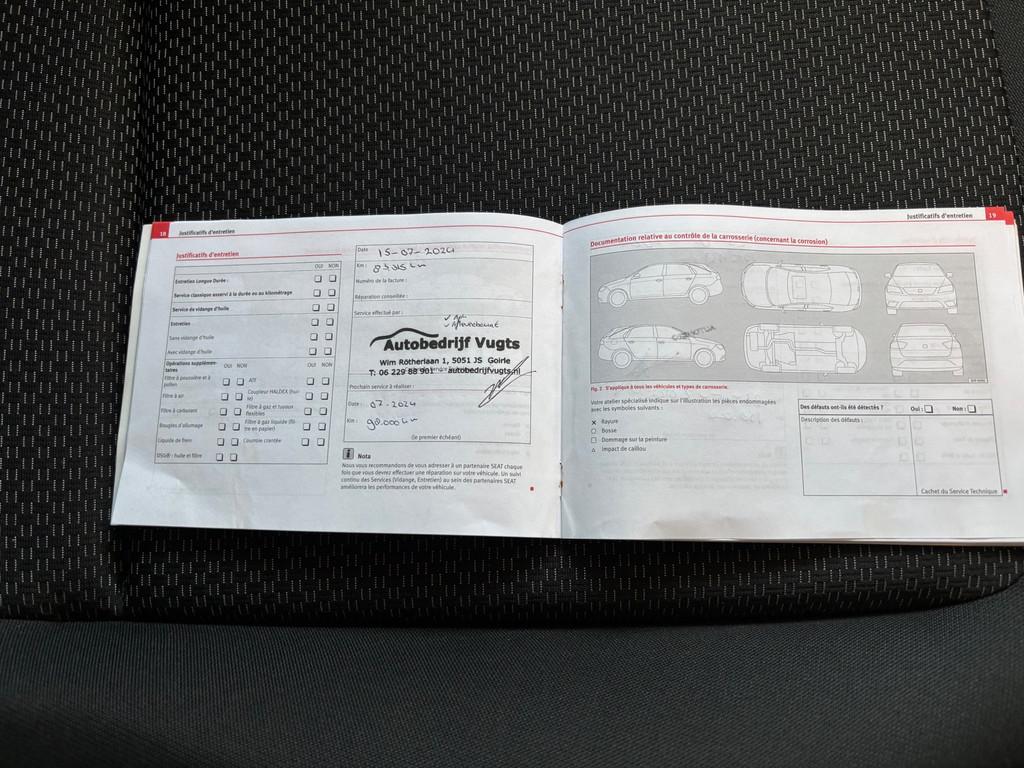 18 Justificatifs d'entretien
Justificatifs d'entretien
OUI NON
Entretien Longue Durée :
Service classique asservi à la durée ou au kilométrage
Service de vidange d'huile
Entretien
Sans vidange d'huile
Avec vidange d'huile
Opérations supplémen-
taires
OUI NON
OUI NON
Filtre à poussière et à
pollen
ATF
Filtre à air
Coupleur HALDEX (hui-
le)
Filtre à carburant
Filtre à gaz et tuyaux
flexibles
Bougies d'allumage
Filtre à gaz liquide (fil-
tre en papier)
Liquide de frein
Courroie crantée
DSG® : huile et filtre
Date 15-07-2024
Km :
Numéro de la facture :
Réparation conseillée :
Service effectué par :
Autobedrijf Vugts
Wim Rötherlaan 1, 5051 JS Goirle
T: 06 229 88 901 autobedrijfvugts.nl
Prochain service à réaliser :
Date : 07-2024
Km : 90.000 km
(le premier échéant)
Nota
Nous vous recommandons de vous adresser à un partenaire SEAT chaque
fois que vous devez effectuer une réparation sur votre véhicule. Un suivi
continu des Services (Vidange, Entretien) au sein des partenaires SEAT
améliorera les performances de votre véhicule.
Justificatifs d'entretien 19
Documentation relative au contrôle de la carrosserie (concernant la corrosion)
Fig. 2 S'applique à tous les véhicules et types de carrosserie.
Votre atelier spécialisé indique sur l'illustration les pièces endommagées
avec les symboles suivants :
× Rayure
○ Bosse
□ Dommage sur la peinture
△ Impact de caillou
Des défauts ont-ils été détectés ? Oui : Non :
Description des défauts :
Cachet du Service Technique